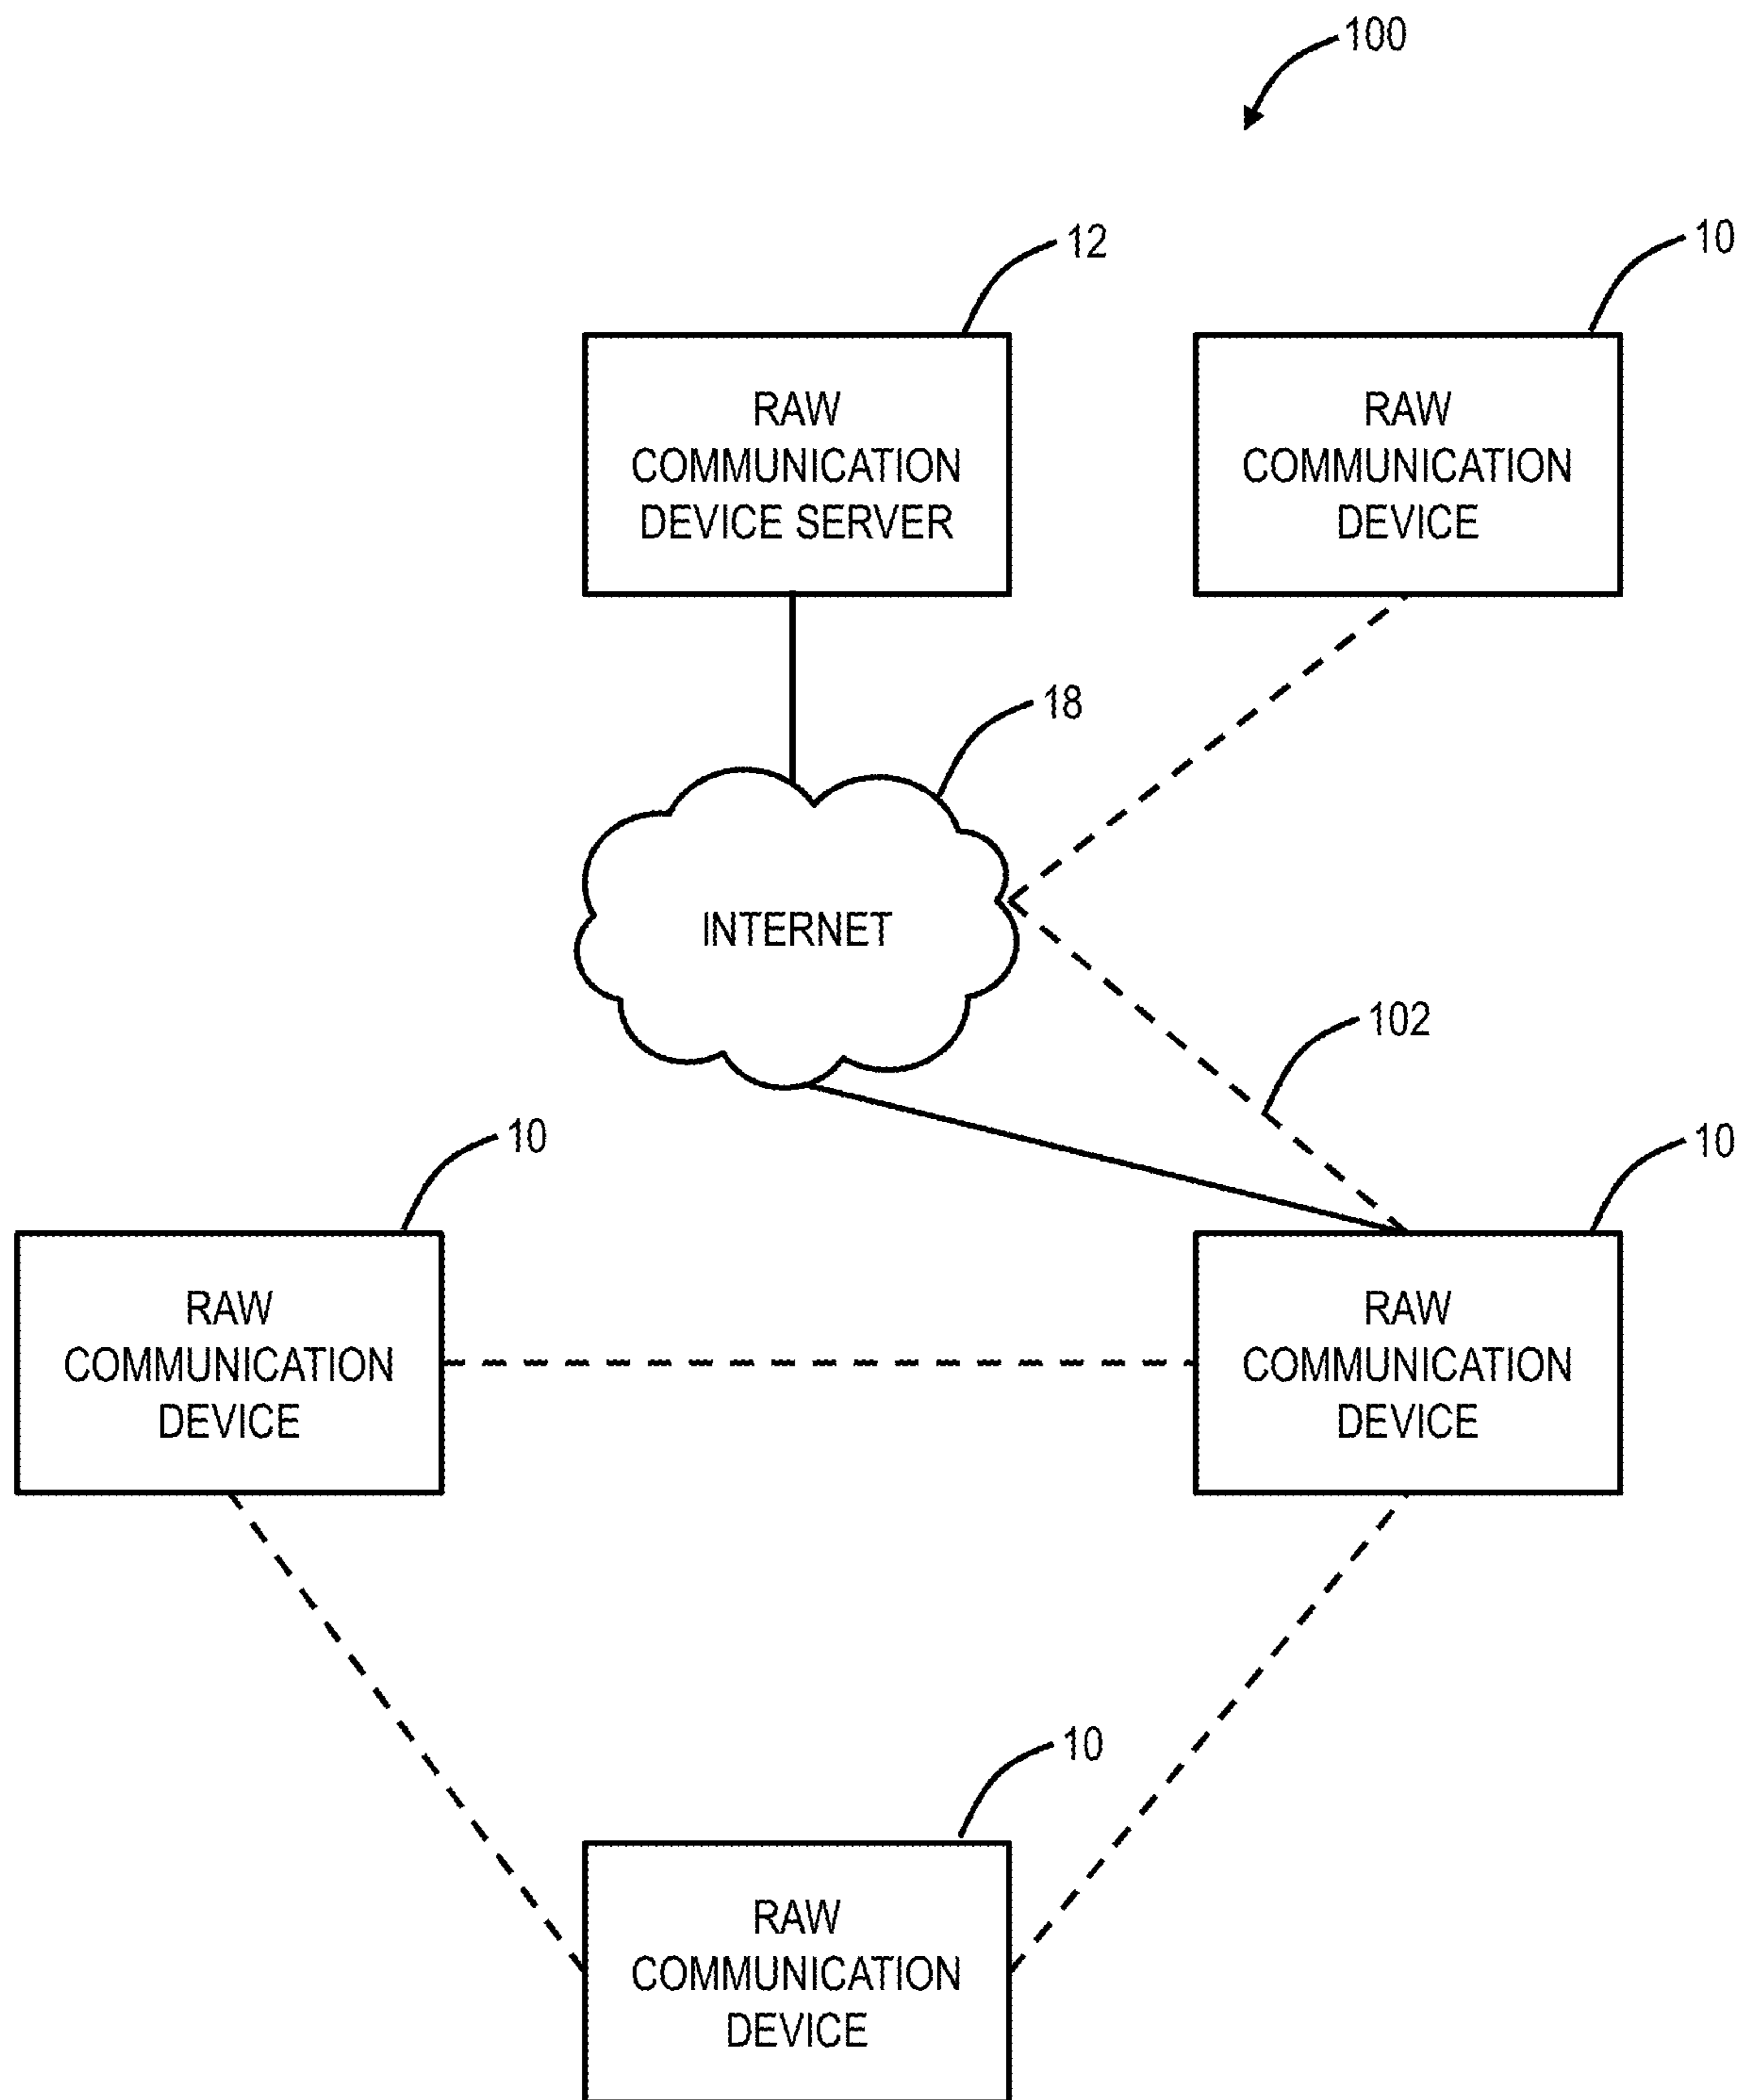 100
12
10
RAW
COMMUNICATION
DEVICE SERVER
RAW
COMMUNICATION
DEVICE
18
INTERNET
102
10
10
RAW
COMMUNICATION
DEVICE
RAW
COMMUNICATION
DEVICE
10
RAW
COMMUNICATION
DEVICE